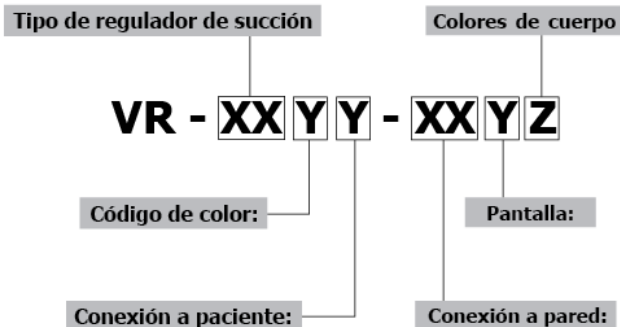 Tipo de regulador de succión
Colores de cuerpo
VR - XX Y Y - XX Y Z
Código de color:
Pantalla:
Conexión a paciente:
Conexión a pared: